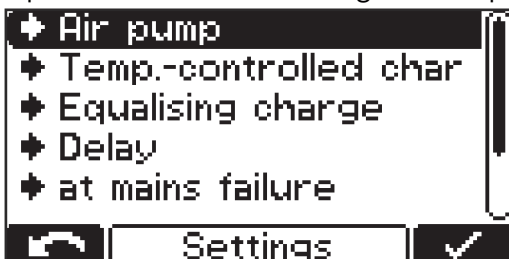 Air pump
Temp.-controlled char
Equalising charge
Delay
at mains failure
Settings